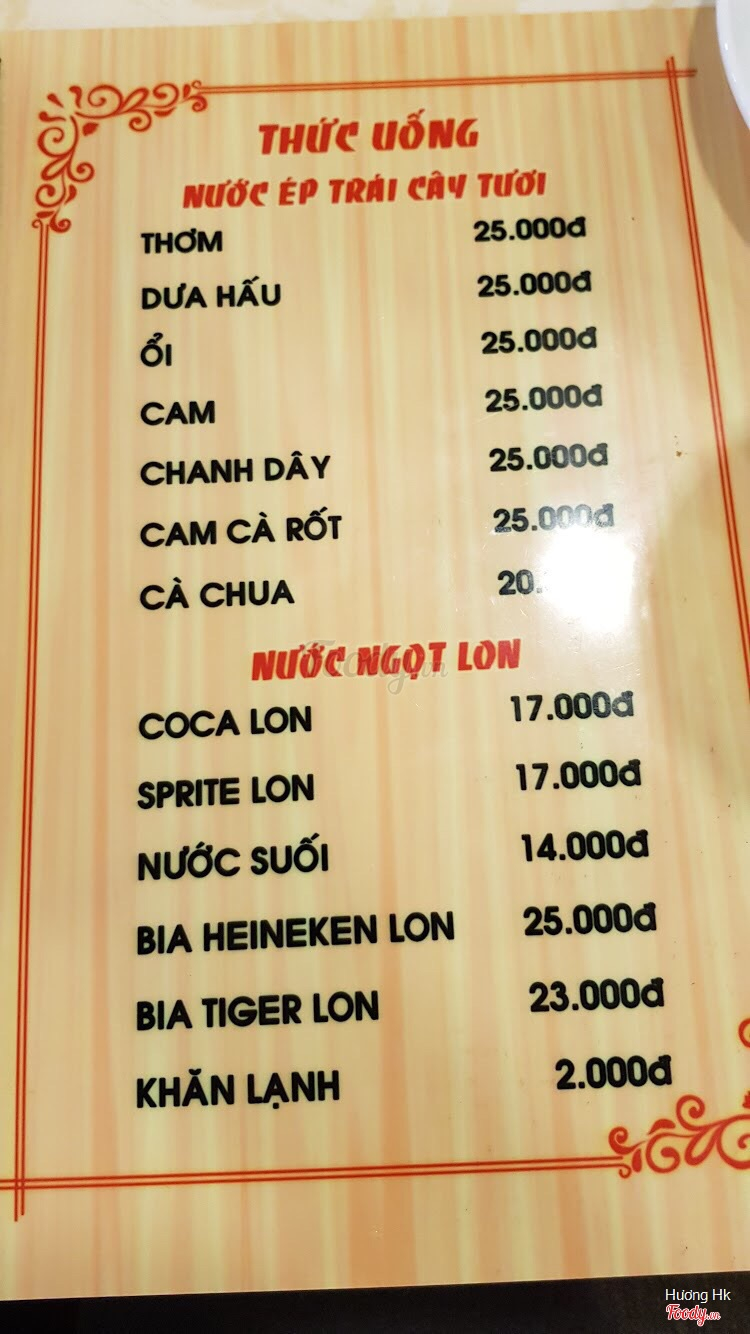 THỨC UỐNG
NƯỚC ÉP TRÁI CÂY TƯƠI
THƠM 25.000đ
DƯA HẤU 25.000đ
ỔI 25.000đ
CAM 25.000đ
CHANH DÂY 25.000đ
CAM CÀ RỐT 25.000đ
CÀ CHUA 20.
NƯỚC NGỌT LON
COCA LON 17.000đ
SPRITE LON 17.000đ
NƯỚC SUỐI 14.000đ
BIA HEINEKEN LON 25.000đ
BIA TIGER LON 23.000đ
KHĂN LẠNH 2.000đ
Hương Hk
Foody.vn